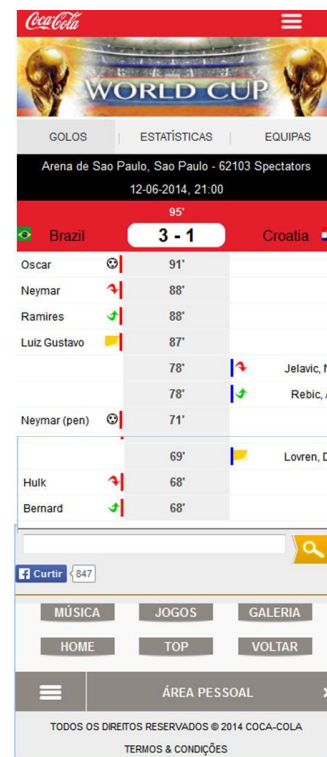 Coca-Cola
WORLD CUP
GOLOS ESTATÍSTICAS EQUIPAS
Arena de Sao Paulo, Sao Paulo - 62103 Spectators
12-06-2014, 21:00
95'
Brazil 3 - 1 Croatia
Oscar 91'
Neymar 88'
Ramires 88'
Luiz Gustavo 87'
78' Jelavic,
78' Rebic,
Neymar (pen) 71'
69' Lovren,
Hulk 68'
Bernard 68'
Curtir 847
MÚSICA JOGOS GALERIA
HOME TOP VOLTAR
ÁREA PESSOAL
TODOS OS DIREITOS RESERVADOS © 2014 COCA-COLA
TERMOS & CONDIÇÕES